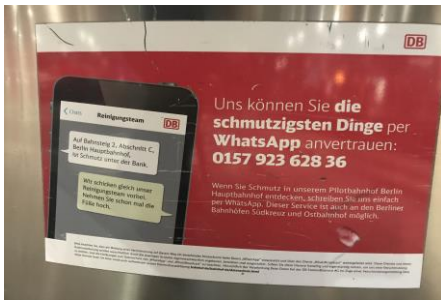 DB
Uns können Sie die
schmutzigsten Dinge per
WhatsApp anvertrauen:
0157 923 628 36
Wenn Sie Schmutz in unserem Pilotbahnhof Berlin
Hauptbahnhof entdecken, schreiben Sie uns einfach
per WhatsApp. Dieser Service ist auch an den Berliner
Bahnhöfen Südkreuz und Ostbahnhof möglich.
Chats
Reinigungsteam
DB
Auf Bahnsteig 2, Abschnitt C,
Berlin Hauptbahnhof,
ist Schmutz unter der Bank.
Wir schicken gleich unser
Reinigungsteam vorbei.
Nehmen Sie schon mal die
Füße hoch.